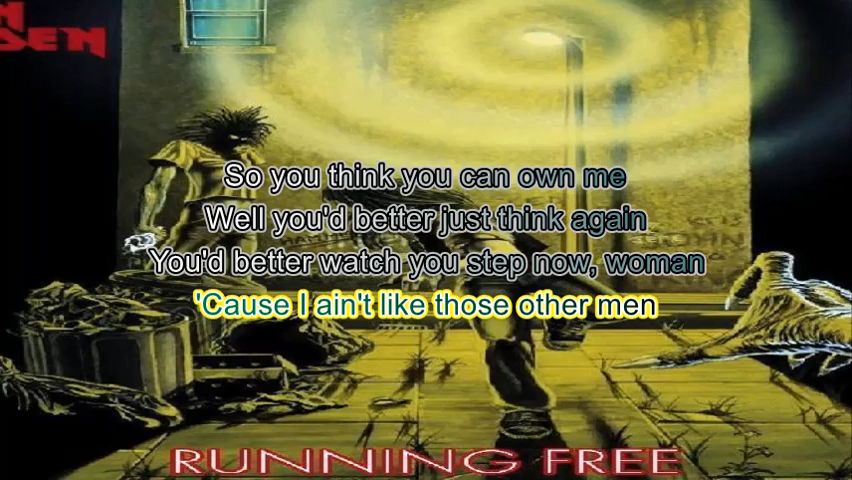 N
DEN
So you think you can own me
Well you'd better just think again
You'd better watch you step now, woman
'Cause I ain't like those other men
RUNNING FREE